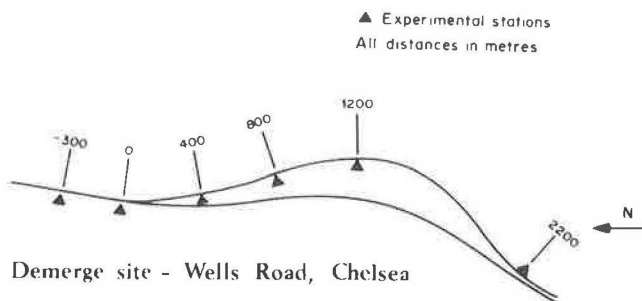 ▲ Experimental stations
All distances in metres
1200
800
400
0
-300
N
2200
Demerge site - Wells Road, Chelsea